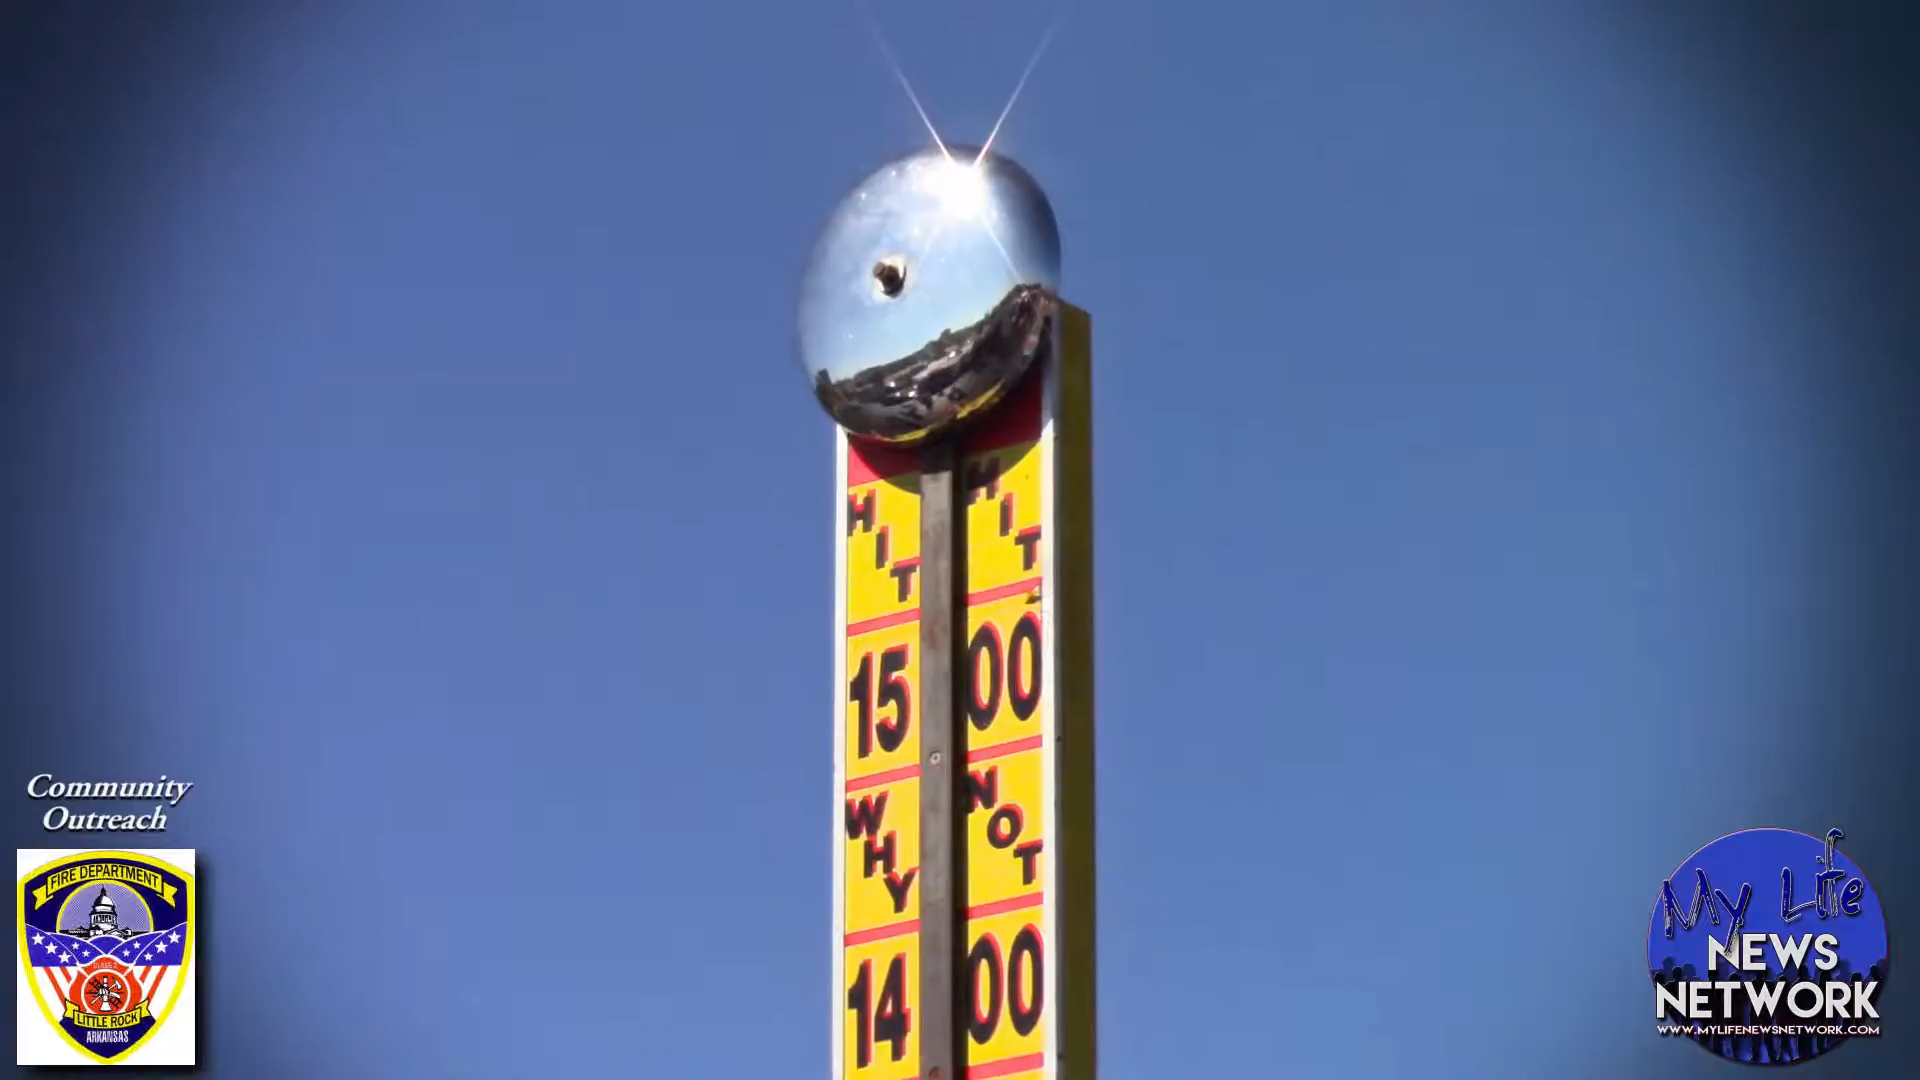 HIT HIT
15 00
WHY NOT
14 00
Community
Outreach
FIRE DEPARTMENT
LITTLE ROCK
ARKANSAS
My Life
NEWS
NETWORK
WWW.MYLIFENEWSNETWORK.COM